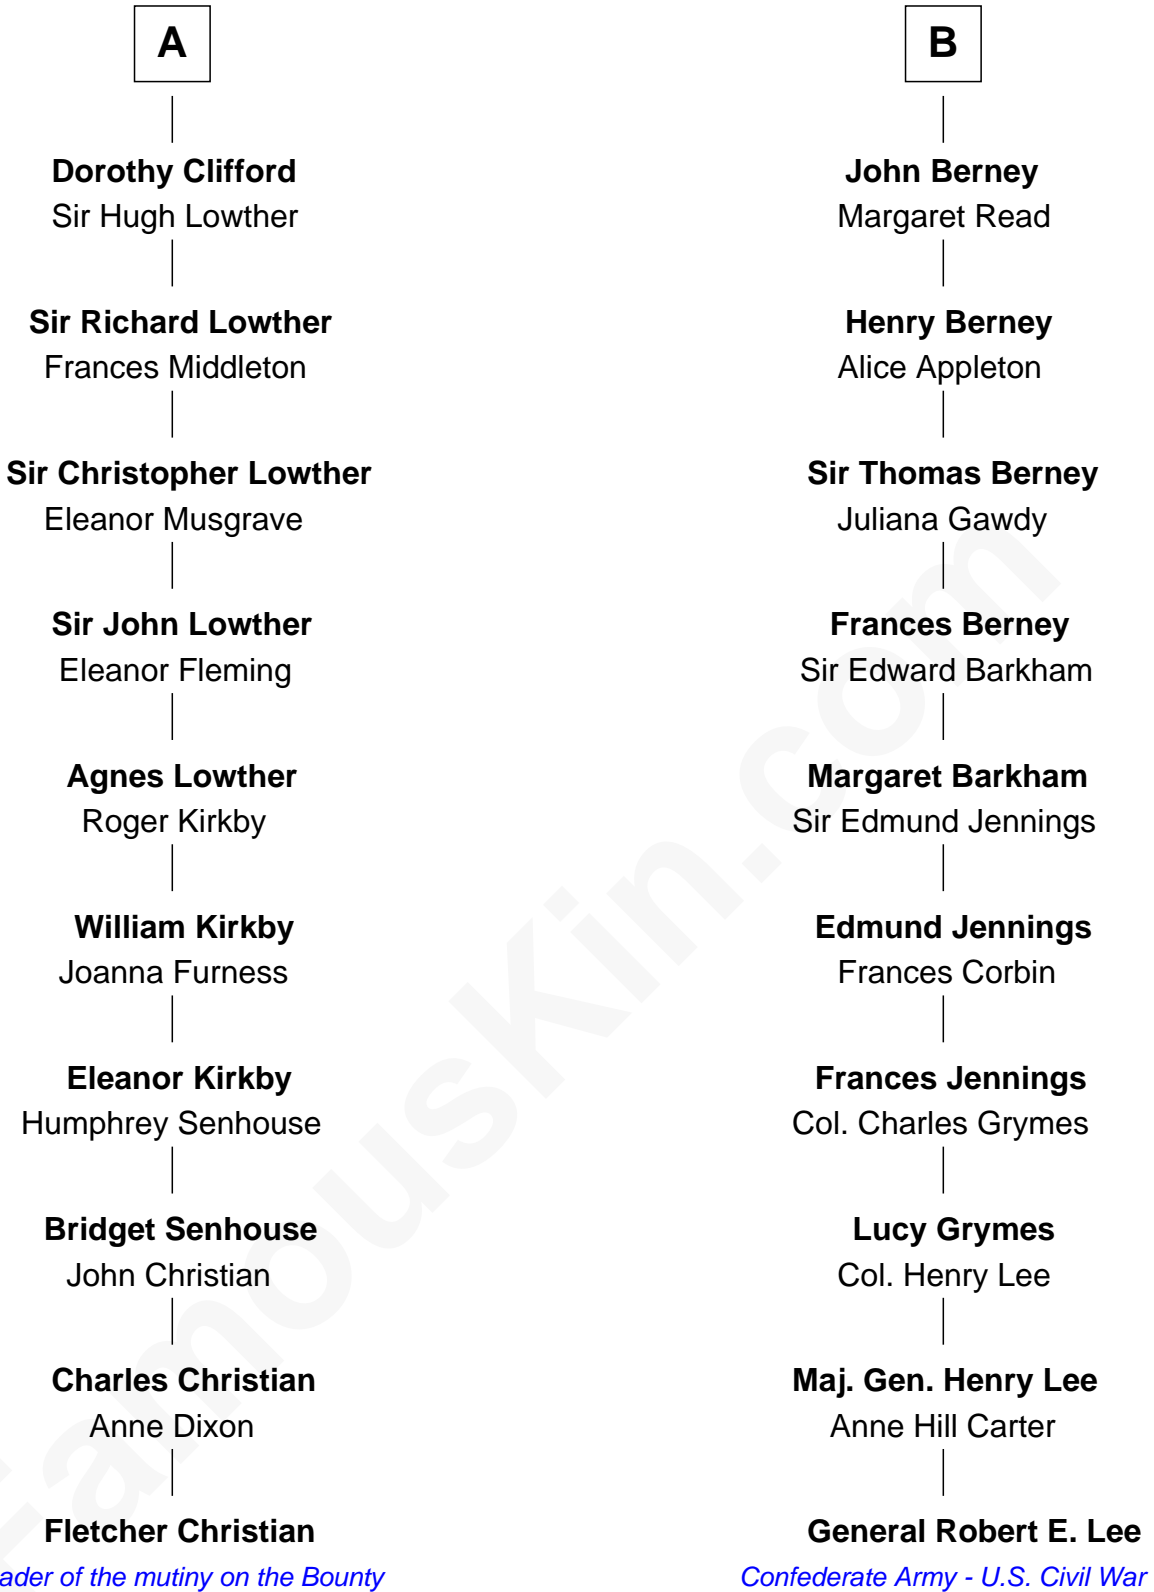 A
Dorothy Clifford
Sir Hugh Lowther
Sir Richard Lowther
Frances Middleton
Sir Christopher Lowther
Eleanor Musgrave
Sir John Lowther
Eleanor Fleming
Agnes Lowther
Roger Kirkby
William Kirkby
Joanna Furness
Eleanor Kirkby
Humphrey Senhouse
Bridget Senhouse
John Christian
Charles Christian
Anne Dixon
Fletcher Christian
ader of the mutiny on the Bounty
B
John Berney
Margaret Read
Henry Berney
Alice Appleton
Sir Thomas Berney
Juliana Gawdy
Frances Berney
Sir Edward Barkham
Margaret Barkham
Sir Edmund Jennings
Edmund Jennings
Frances Corbin
Frances Jennings
Col. Charles Grymes
Lucy Grymes
Col. Henry Lee
Maj. Gen. Henry Lee
Anne Hill Carter
General Robert E. Lee
Confederate Army - U.S. Civil War
FamousKin.com